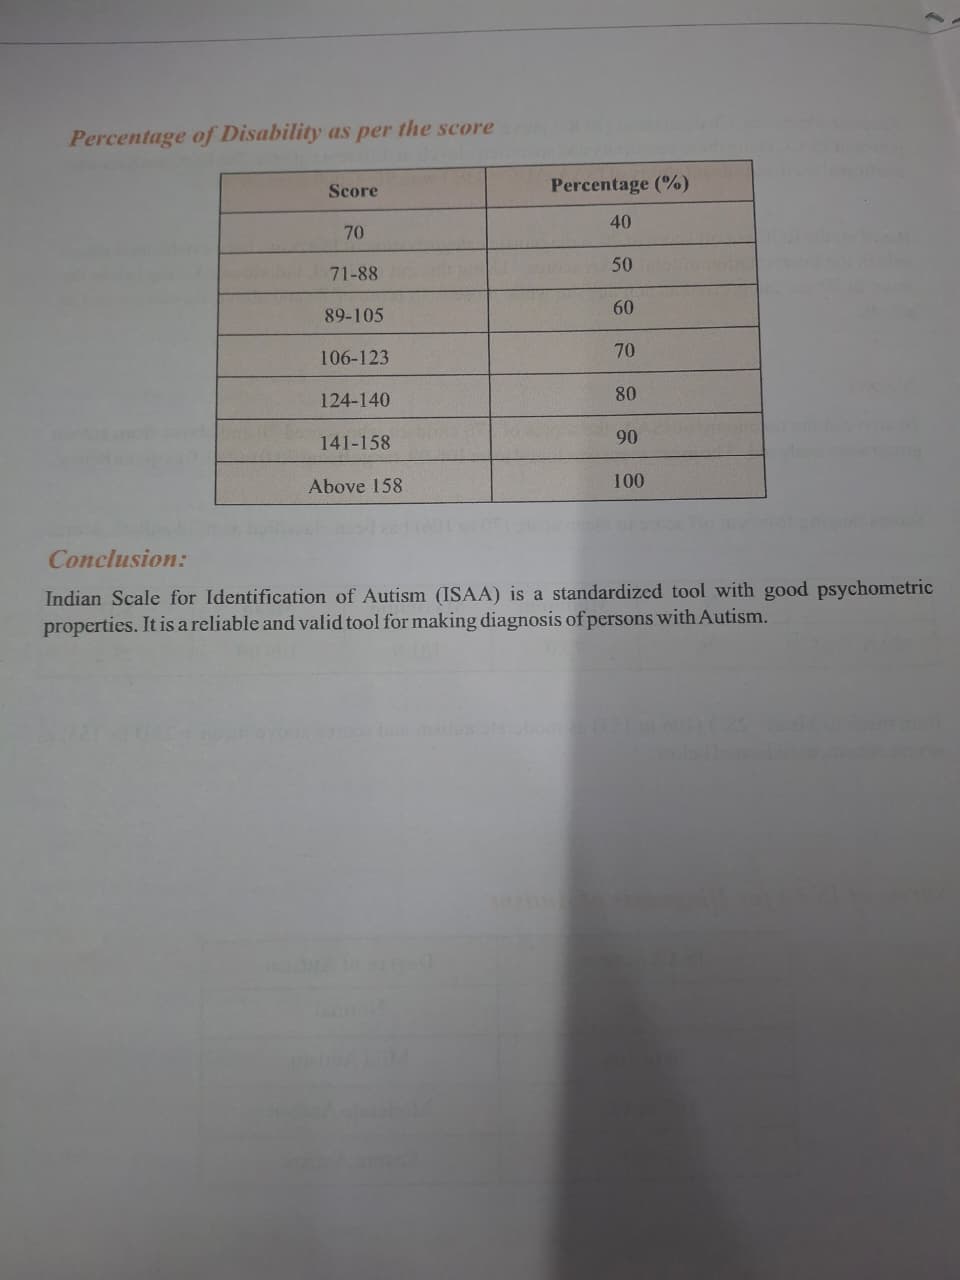 Percentage of Disability as per the score
Score Percentage (%)
70 40
71-88 50
89-105 60
106-123 70
124-140 80
141-158 90
Above 158 100
Conclusion:
Indian Scale for Identification of Autism (ISAA) is a standardized tool with good psychometric
properties. It is a reliable and valid tool for making diagnosis of persons with Autism.